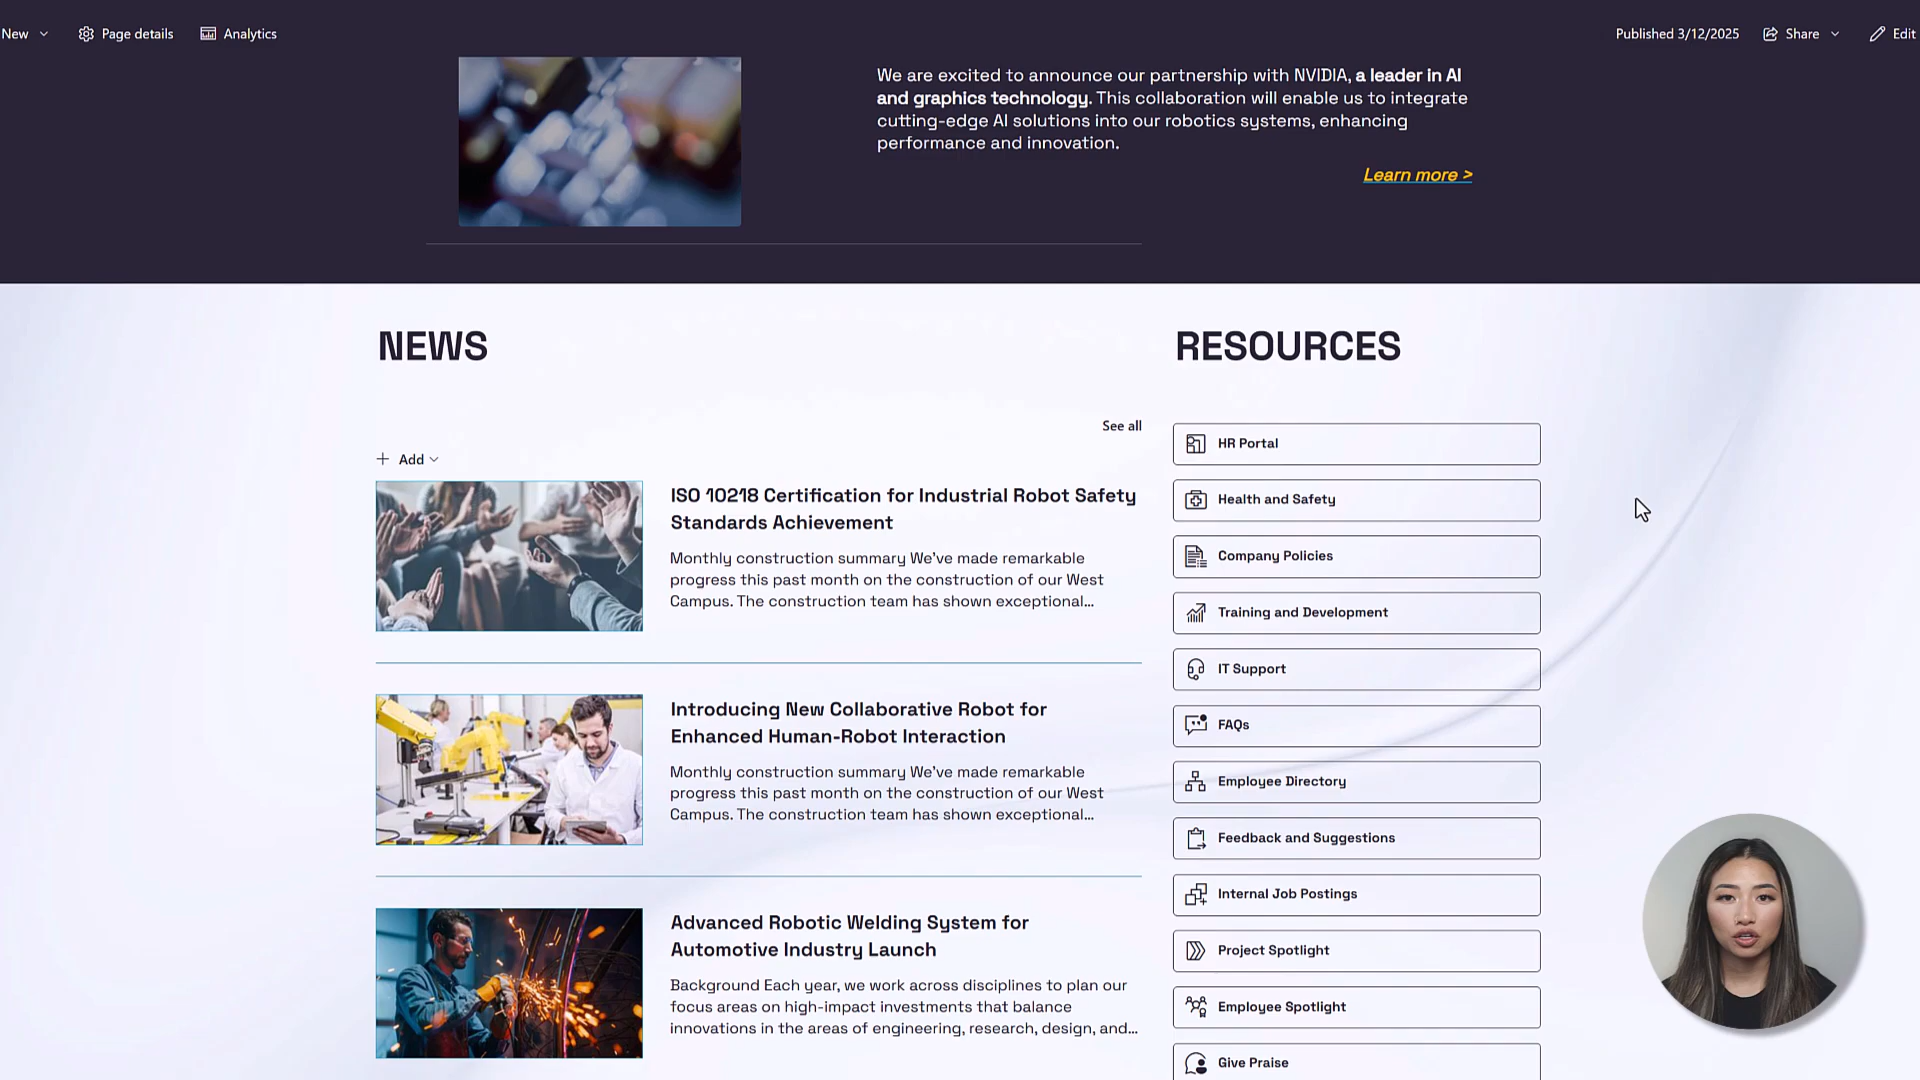 New
Page details
Analytics
Published 3/12/2025
Share
Edit
We are excited to announce our partnership with NVIDIA, a leader in AI
and graphics technology. This collaboration will enable us to integrate
cutting-edge AI solutions into our robotics systems, enhancing
performance and innovation.
Learn more >
NEWS
See all
+ Add
ISO 10218 Certification for Industrial Robot Safety
Standards Achievement
Monthly construction summary We've made remarkable
progress this past month on the construction of our West
Campus. The construction team has shown exceptional...
Introducing New Collaborative Robot for
Enhanced Human-Robot Interaction
Monthly construction summary We've made remarkable
progress this past month on the construction of our West
Campus. The construction team has shown exceptional...
Advanced Robotic Welding System for
Automotive Industry Launch
Background Each year, we work across disciplines to plan our
focus areas on high-impact investments that balance
innovations in the areas of engineering, research, design, and...
RESOURCES
HR Portal
Health and Safety
Company Policies
Training and Development
IT Support
FAQs
Employee Directory
Feedback and Suggestions
Internal Job Postings
Project Spotlight
Employee Spotlight
Give Praise